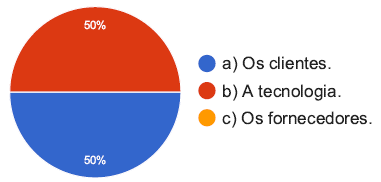 50%
50%
a) Os clientes.
b) A tecnologia.
c) Os fornecedores.